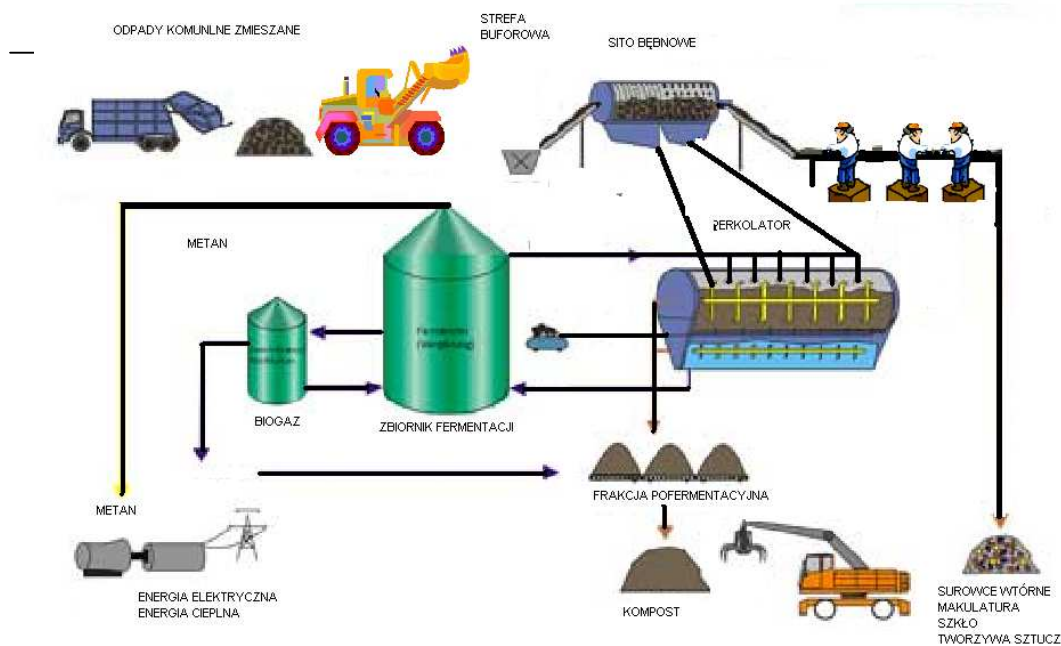 ODPADY KOMUNLNE ZMIESZANE
STREFA
BUFOROWA
SITO BĘBNOWE
METAN
PERKOLATOR
BIOGAZ
ZBIORNIK FERMENTACJI
FRAKCJA POFERMENTACYJNA
METAN
ENERGIA ELEKTRYCZNA
ENERGIA CIEPLNA
KOMPOST
SUROWCE WTÓRNE
MAKULATURA
SZKŁO
TWORZYWA SZTUCZ